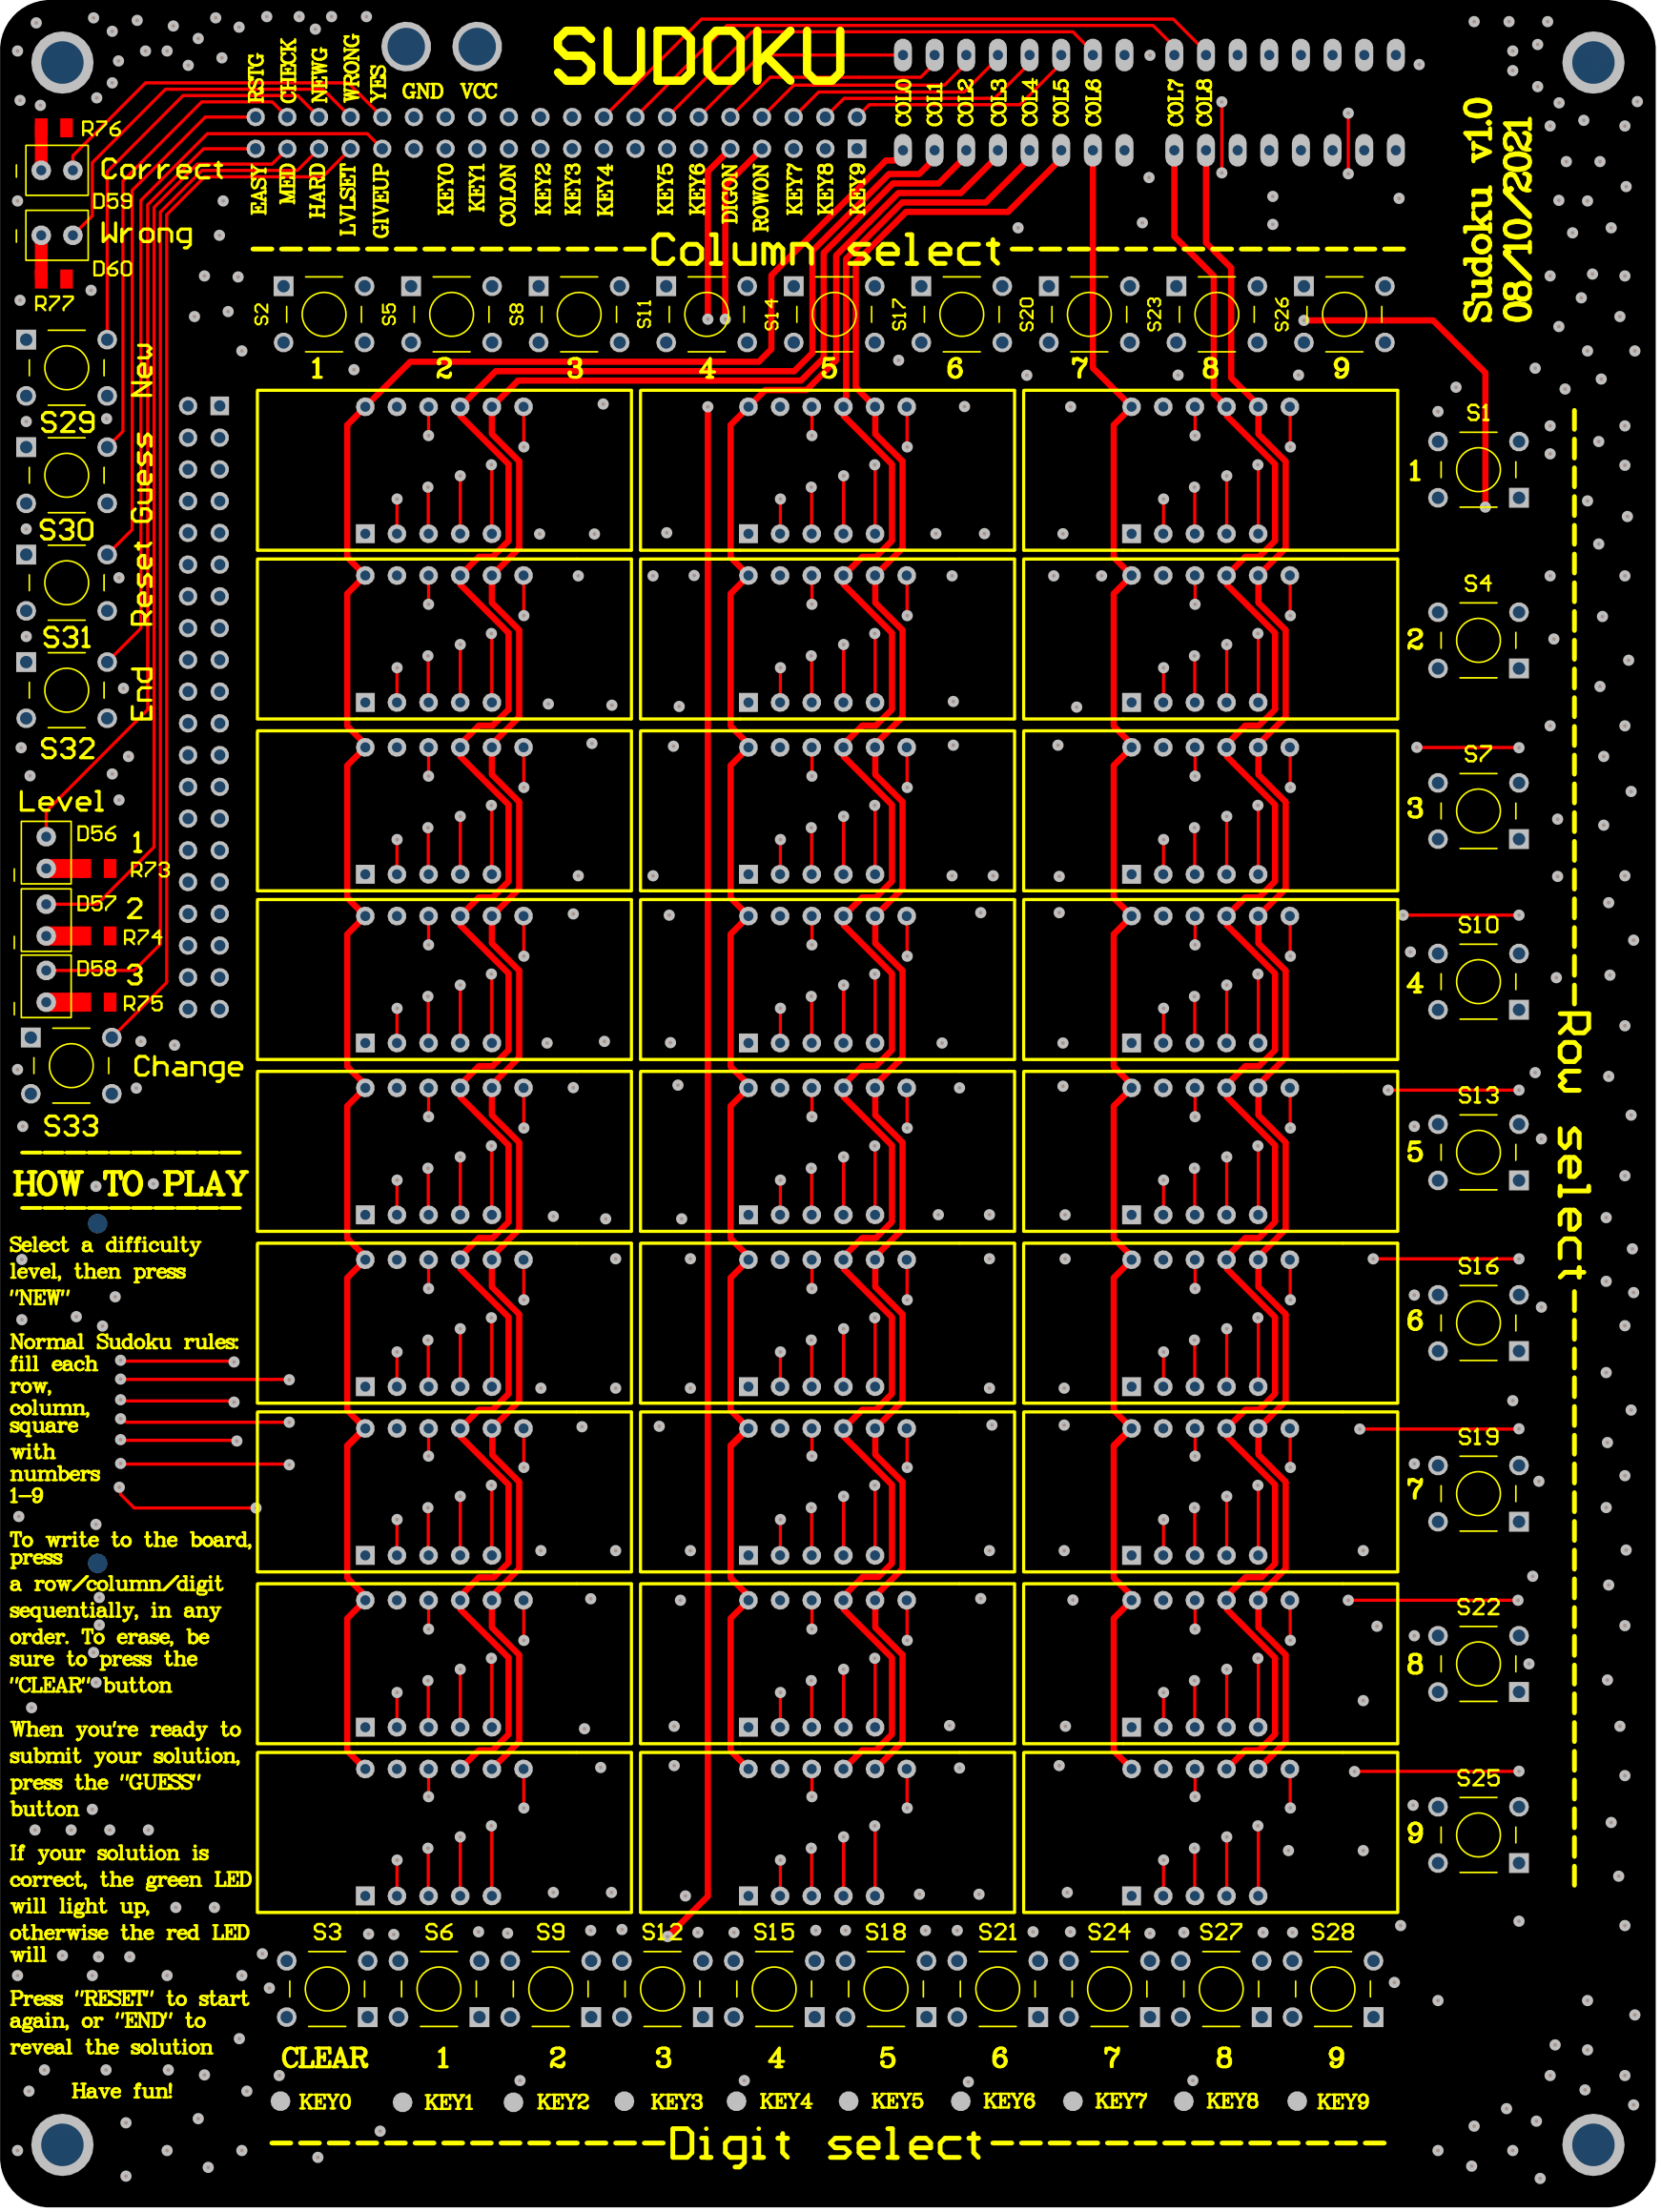 SUDOKU
RSTG
CHECK
NEWG
WRONG
YES
GND VCC
COL0
COL1
COL2
COL3
COL4
COL5
COL6
COL7
COL8
Sudoku v1.0
08/10/2021
R76
Correct
D59
Wrong
D60
R77
EASY
MED
HARD
LVLSET
GIVEUP
KEY0
KEY1
COLON
KEY2
KEY3
KEY4
KEY5
KEY6
DIGON
ROWON
KEY7
KEY8
KEY9
Column select
S2
S5
S8
S11
S14
S17
S20
S23
S26
1 2 3 4 5 6 7 8 9
New
S29
Guess
S30
Reset
S31
End
S32
Level
D56 1
R73
D57 2
R74
D58 3
R75
Change
S33
S1
1
S4
2
S7
3
S10
4
S13
5
S16
6
S19
7
S22
8
S25
9
Row select
HOW TO PLAY
Select a difficulty
level, then press
"NEW"
Normal Sudoku rules:
fill each
row,
column,
square
with
numbers
1-9
To write to the board,
press
a row/column/digit
sequentially, in any
order. To erase, be
sure to press the
"CLEAR" button
When you're ready to
submit your solution,
press the "GUESS"
button
If your solution is
correct, the green LED
will light up,
otherwise the red LED
will
Press "RESET" to start
again, or "END" to
reveal the solution
Have fun!
S3 S6 S9 S12 S15 S18 S21 S24 S27 S28
CLEAR 1 2 3 4 5 6 7 8 9
KEY0 KEY1 KEY2 KEY3 KEY4 KEY5 KEY6 KEY7 KEY8 KEY9
Digit select